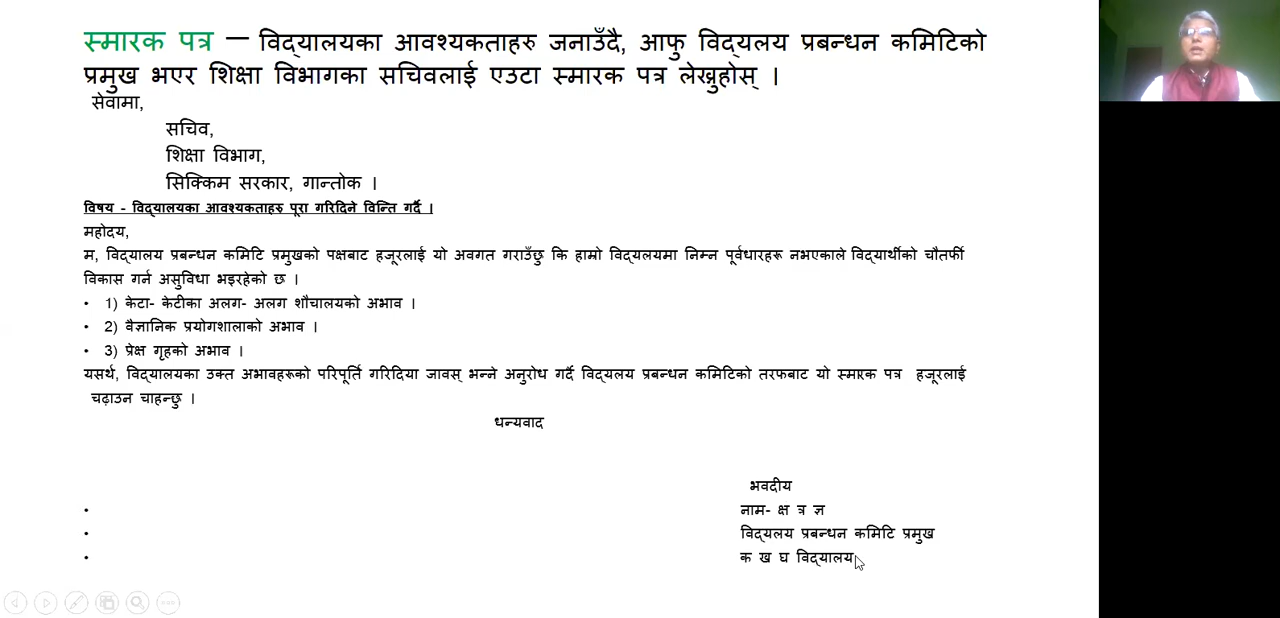 स्मारक पत्र – विद्यालयका आवश्यकताहरु जनाउँदै, आफु विद्यलय प्रबन्धन कमिटिको
प्रमुख भएर शिक्षा विभागका सचिवलाई एउटा स्मारक पत्र लेख्नुहोस् ।
सेवामा,
सचिव,
शिक्षा विभाग,
सिक्किम सरकार, गान्तोक ।
विषय - विद्यालयका आवश्यकताहरु पूरा गरिदिने विन्ति गर्दै ।
महोदय,
म, विद्यालय प्रबन्धन कमिटि प्रमुखको पक्षबाट हजूरलाई यो अवगत गराउँछु कि हाम्रो विद्यलयमा निम्न पूर्वधारहरू नभएकाले विद्यार्थीको चौतर्फी
विकास गर्न असुविधा भइरहेको छ ।
• 1) केटा- केटीका अलग- अलग शौचालयको अभाव ।
• 2) वैज्ञानिक प्रयोगशालाको अभाव ।
• 3) प्रेक्ष गृहको अभाव ।
यसर्थ, विद्यालयका उक्त अभावहरूको परिपूर्ति गरिदिया जावस् भन्ने अनुरोध गर्दै विद्यलय प्रबन्धन कमिटिको तरफबाट यो स्मारक पत्र हजूरलाई
चढ़ाउन चाहन्छु ।
धन्यवाद
भवदीय
• नाम- क्ष त्र ज्ञ
• विद्यलय प्रबन्धन कमिटि प्रमुख
• क ख घ विद्यालय